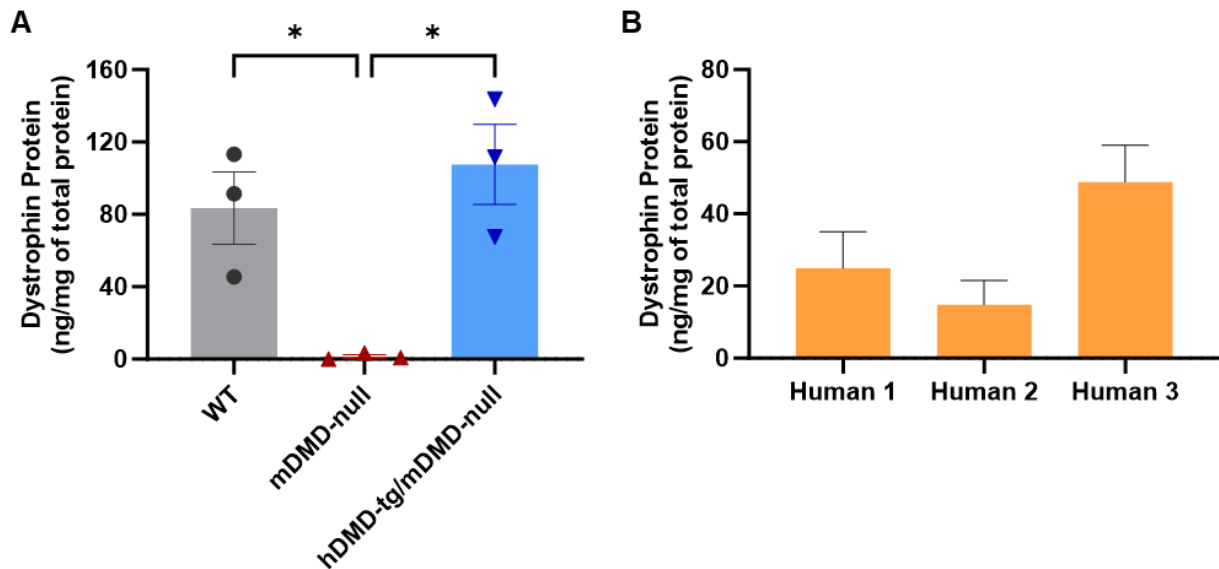 A
Dystrophin Protein
(ng/mg of total protein)
160
120
80
40
0
*
*
WT
mDMD-null
hDMD-tg/mDMD-null
B
Dystrophin Protein
(ng/mg of total protein)
80
60
40
20
0
Human 1
Human 2
Human 3